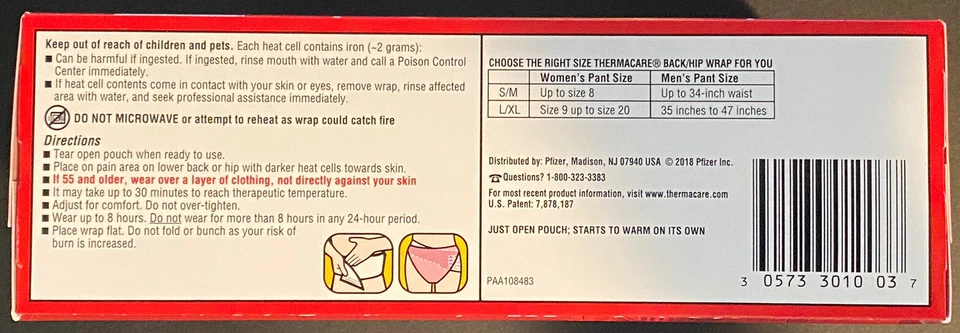 Keep out of reach of children and pets. Each heat cell contains iron (~2 grams):
■ Can be harmful if ingested. If ingested, rinse mouth with water and call a Poison Control
Center immediately.
■ If heat cell contents come in contact with your skin or eyes, remove wrap, rinse affected
area with water, and seek professional assistance immediately.
DO NOT MICROWAVE or attempt to reheat as wrap could catch fire
Directions
■ Tear open pouch when ready to use.
■ Place on pain area on lower back or hip with darker heat cells towards skin.
■ If 55 and older, wear over a layer of clothing, not directly against your skin
■ It may take up to 30 minutes to reach therapeutic temperature.
■ Adjust for comfort. Do not over-tighten.
■ Wear up to 8 hours. Do not wear for more than 8 hours in any 24-hour period.
■ Place wrap flat. Do not fold or bunch as your risk of
burn is increased.
CHOOSE THE RIGHT SIZE THERMACARE® BACK/HIP WRAP FOR YOU
Women's Pant Size Men's Pant Size
S/M Up to size 8 Up to 34-inch waist
L/XL Size 9 up to size 20 35 inches to 47 inches
Distributed by: Pfizer, Madison, NJ 07940 USA © 2018 Pfizer Inc.
☎Questions? 1-800-323-3383
For most recent product information, visit www.thermacare.com
U.S. Patent: 7,878,187
JUST OPEN POUCH; STARTS TO WARM ON ITS OWN
PAA108483
3 0573 3010 03 7